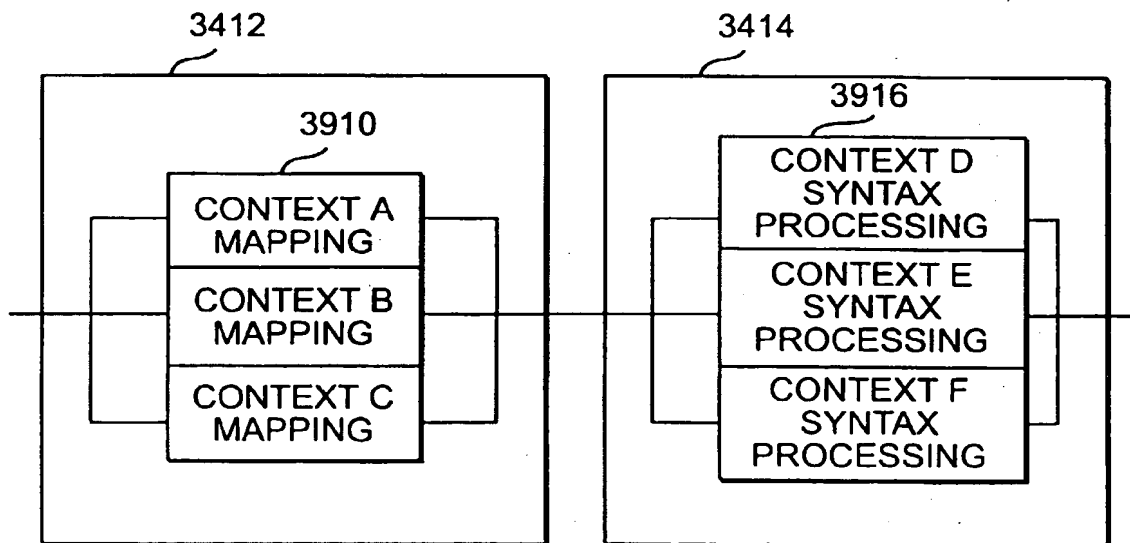 3412
3414
3910
3916
CONTEXT A
MAPPING
CONTEXT B
MAPPING
CONTEXT C
MAPPING
CONTEXT D
SYNTAX
PROCESSING
CONTEXT E
SYNTAX
PROCESSING
CONTEXT F
SYNTAX
PROCESSING